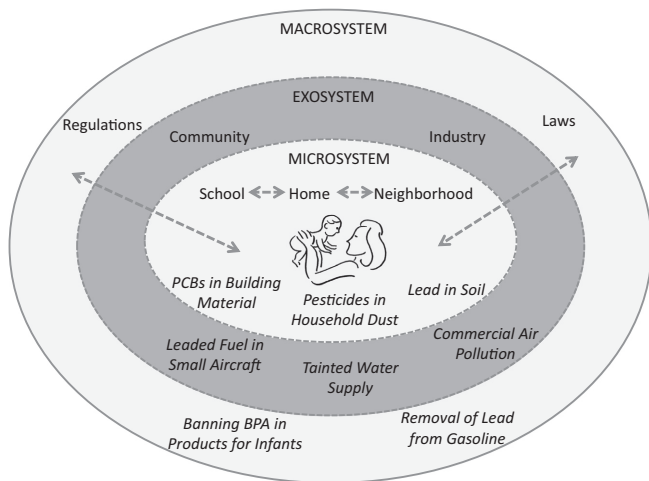 MACROSYSTEM
EXOSYSTEM
Regulations
Laws
Community
Industry
MICROSYSTEM
School
Home
Neighborhood
PCBs in Building
Material
Pesticides in
Household Dust
Lead in Soil
Leaded Fuel in
Small Aircraft
Tainted Water
Supply
Commercial Air
Pollution
Banning BPA in
Products for Infants
Removal of Lead
from Gasoline